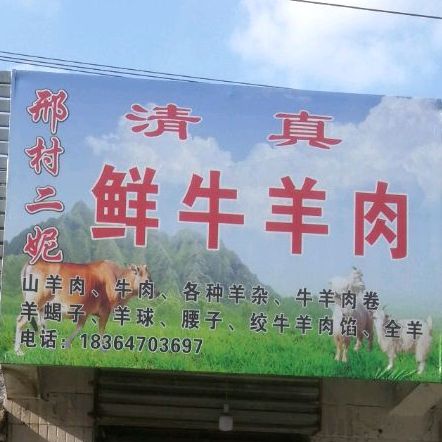 邢村二妮
清真
鲜牛羊肉
山羊肉、牛肉、各种羊杂、牛羊肉卷
羊蝎子、羊球、腰子、绞牛羊肉馅、全羊
电话：18364703697